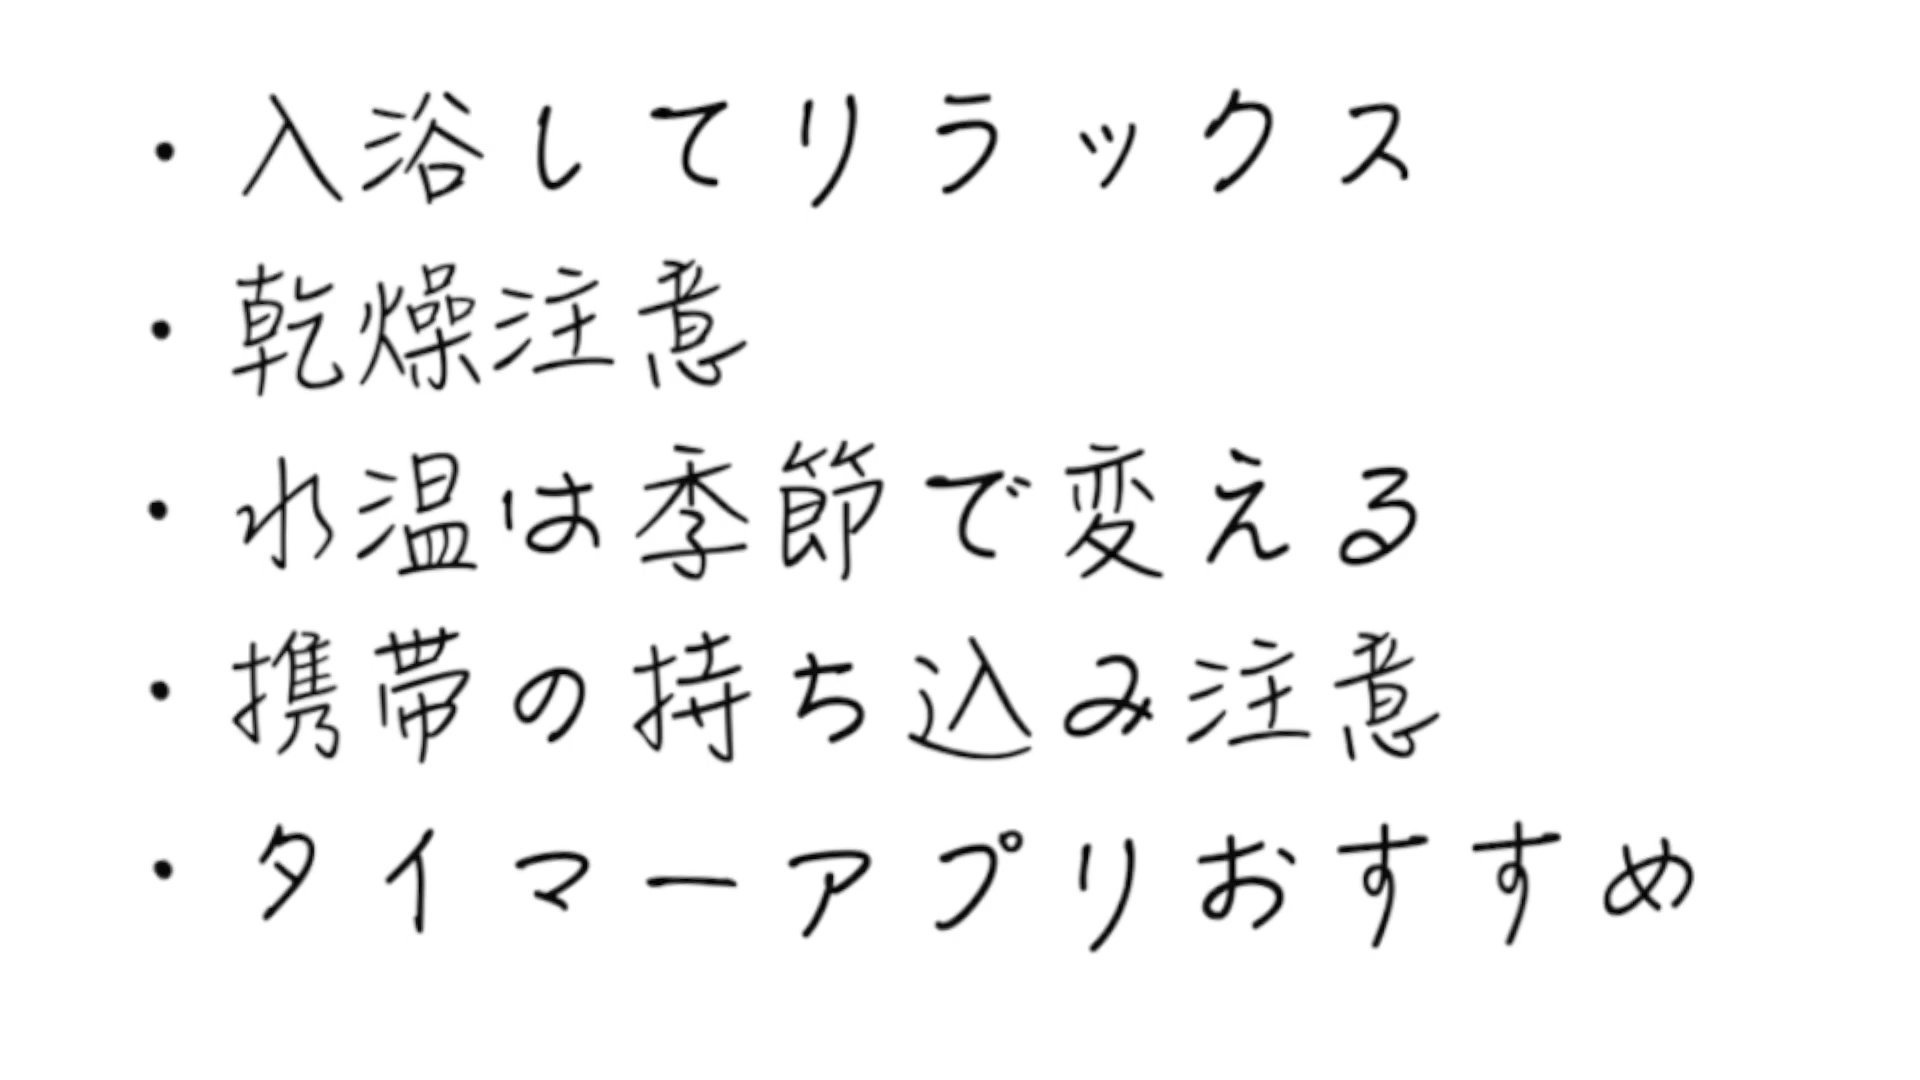 ・入浴してリラックス
・乾燥注意
・水温は季節で変える
・携帯の持ち込み注意
・タイマーアプリおすすめ